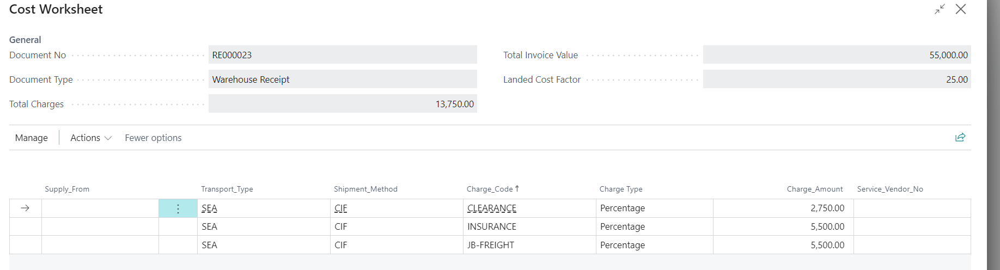 Cost Worksheet
General
Document No RE000023 Total Invoice Value 55,000.00
Document Type Warehouse Receipt Landed Cost Factor 25.00
Total Charges 13,750.00
Manage Actions Fewer options
Supply_From Transport_Type Shipment_Method Charge_Code ↑ Charge Type Charge_Amount Service_Vendor_No
SEA CIF CLEARANCE Percentage 2,750.00
SEA CIF INSURANCE Percentage 5,500.00
SEA CIF JB-FREIGHT Percentage 5,500.00